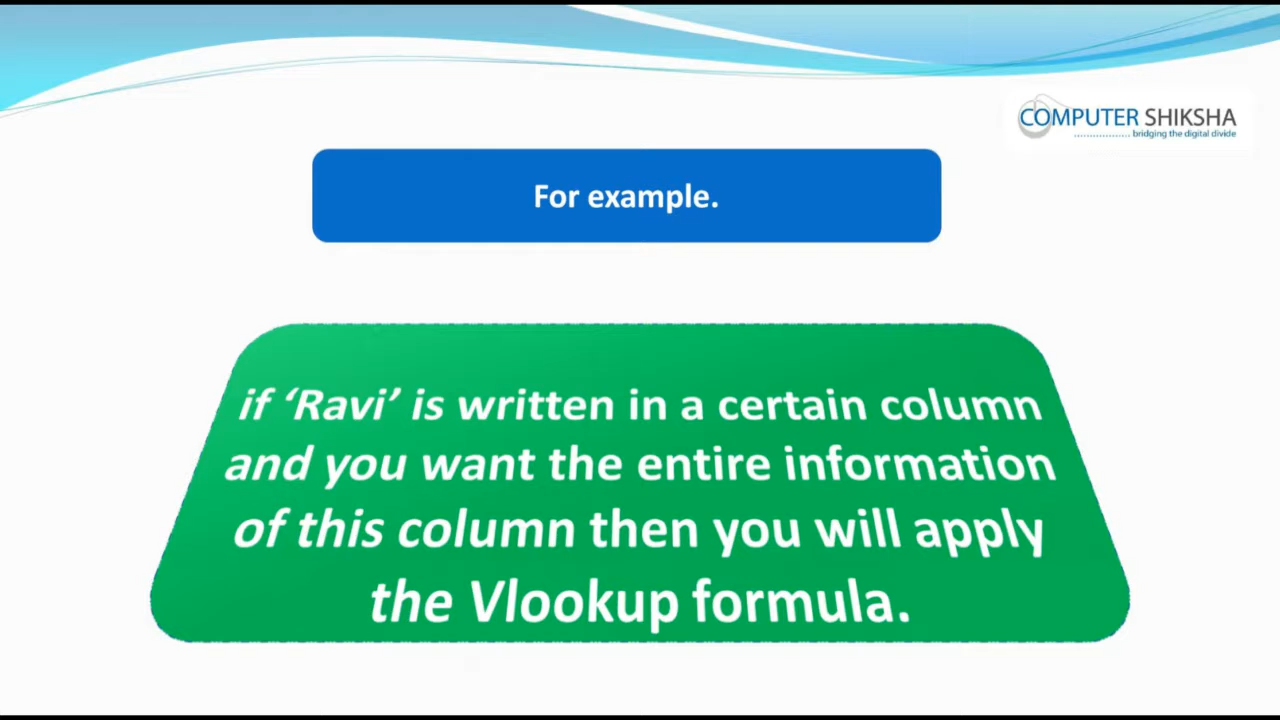 COMPUTER SHIKSHA
bridging the digital divide
For example.
if ‘Ravi’ is written in a certain column
and you want the entire information
of this column then you will apply
the Vlookup formula.